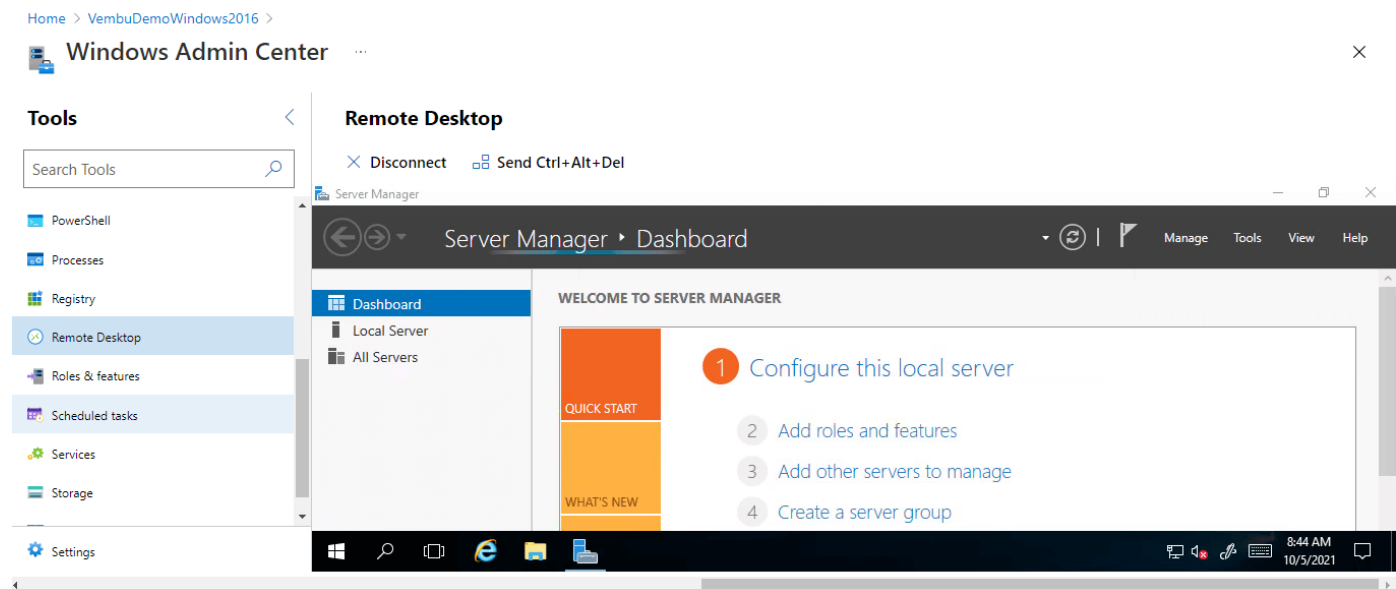 Home > VembuDemoWindows2016 >
Windows Admin Center ...
Tools
Search Tools
PowerShell
Processes
Registry
Remote Desktop
Roles & features
Scheduled tasks
Services
Storage
Settings
Remote Desktop
Disconnect Send Ctrl+Alt+Del
Server Manager
Server Manager ‣ Dashboard
Manage Tools View Help
Dashboard
Local Server
All Servers
WELCOME TO SERVER MANAGER
QUICK START
WHAT'S NEW
1 Configure this local server
2 Add roles and features
3 Add other servers to manage
4 Create a server group
8:44 AM
10/5/2021